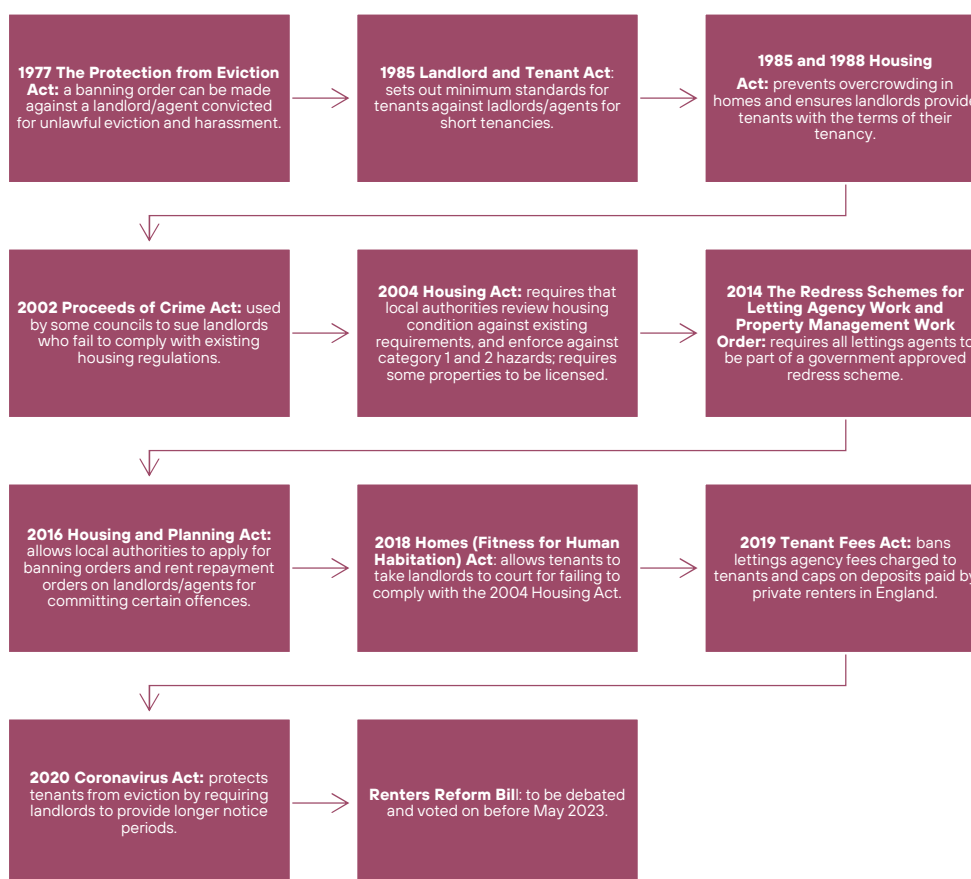 1977 The Protection from Eviction
Act: a banning order can be made
against a landlord/agent convicted
for unlawful eviction and harassment.
1985 Landlord and Tenant Act:
sets out minimum standards for
tenants against ladlords/agents for
short tenancies.
1985 and 1988 Housing
Act: prevents overcrowding in
homes and ensures landlords provide
tenants with the terms of their
tenancy.
2002 Proceeds of Crime Act: used
by some councils to sue landlords
who fail to comply with existing
housing regulations.
2004 Housing Act: requires that
local authorities review housing
condition against existing
requirements, and enforce against
category 1 and 2 hazards; requires
some properties to be licensed.
2014 The Redress Schemes for
Letting Agency Work and
Property Management Work
Order: requires all lettings agents to
be part of a government approved
redress scheme.
2016 Housing and Planning Act:
allows local authorities to apply for
banning orders and rent repayment
orders on landlords/agents for
committing certain offences.
2018 Homes (Fitness for Human
Habitation) Act: allows tenants to
take landlords to court for failing to
comply with the 2004 Housing Act.
2019 Tenant Fees Act: bans
lettings agency fees charged to
tenants and caps on deposits paid by
private renters in England.
2020 Coronavirus Act: protects
tenants from eviction by requiring
landlords to provide longer notice
periods.
Renters Reform Bill: to be debated
and voted on before May 2023.